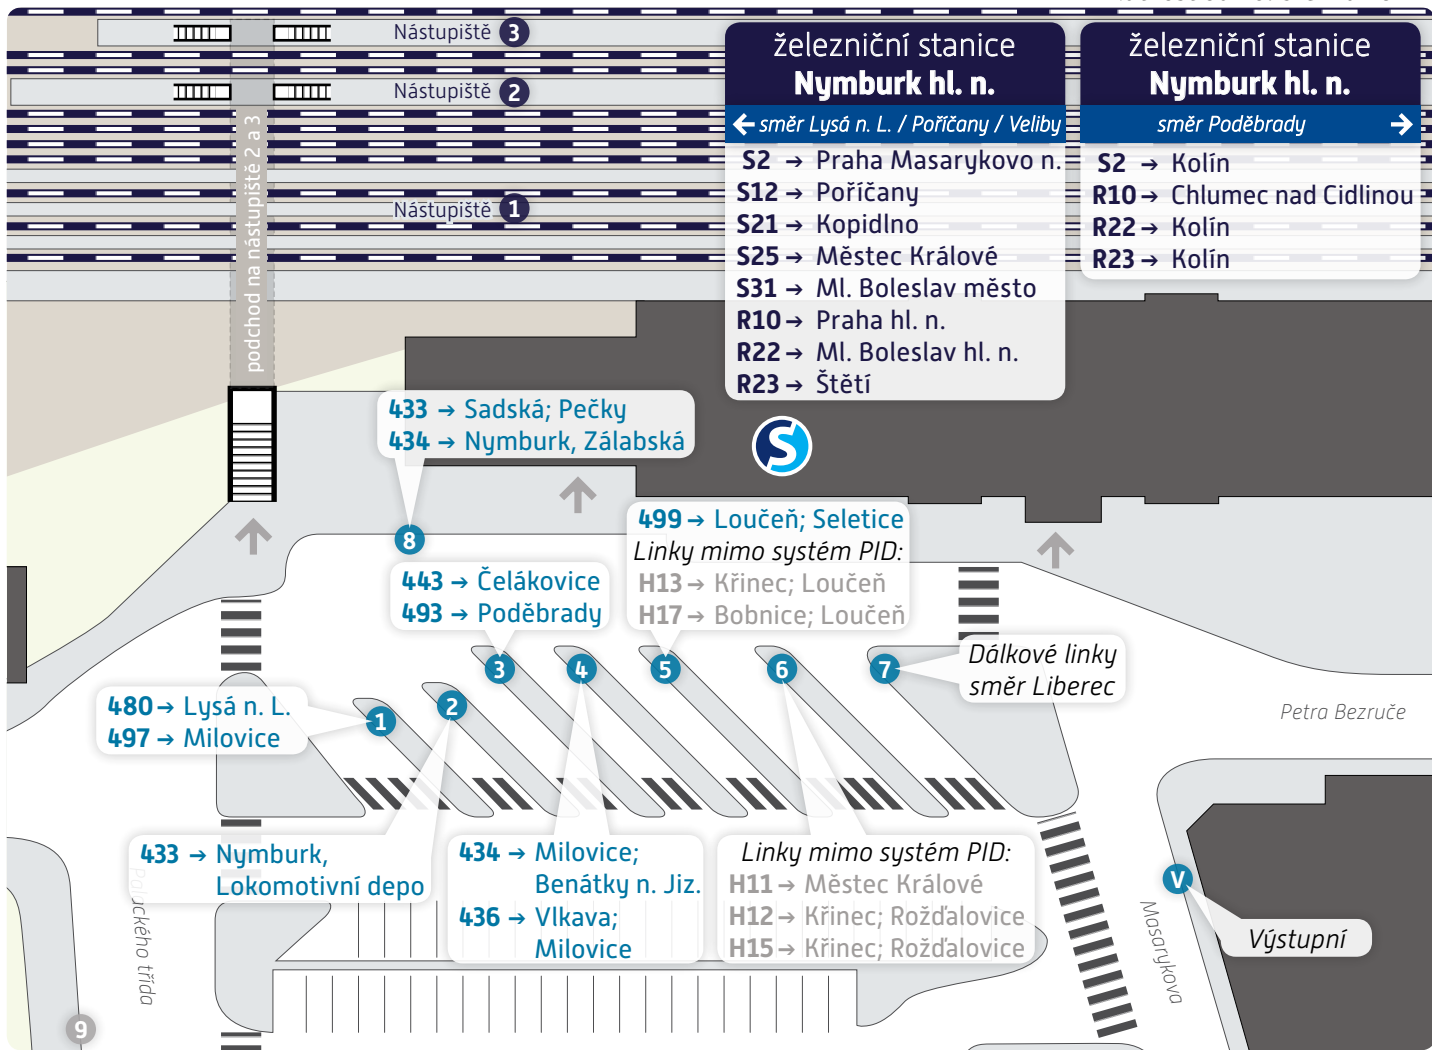 Nástupiště 3
Nástupiště 2
Nástupiště 1
podchod na nástupiště 2 a 3
železniční stanice
Nymburk hl. n.
← směr Lysá n. L. / Poříčany / Veliby
S2 → Praha Masarykovo n.
S12 → Poříčany
S21 → Kopidlno
S25 → Městec Králové
S31 → Ml. Boleslav město
R10 → Praha hl. n.
R22 → Ml. Boleslav hl. n.
R23 → Štětí
železniční stanice
Nymburk hl. n.
směr Poděbrady →
S2 → Kolín
R10 → Chlumec nad Cidlinou
R22 → Kolín
R23 → Kolín
S
433 → Sadská; Pečky
434 → Nymburk, Zálabská
8
499 → Loučeň; Seletice
Linky mimo systém PID:
H13 → Křinec; Loučeň
H17 → Bobnice; Loučeň
443 → Čelákovice
493 → Poděbrady
3
4
5
6
7
Dálkové linky
směr Liberec
480 → Lysá n. L.
497 → Milovice
1
2
Petra Bezruče
433 → Nymburk,
Lokomotivní depo
434 → Milovice;
Benátky n. Jiz.
436 → Vlkava;
Milovice
Linky mimo systém PID:
H11 → Městec Králové
H12 → Křinec; Rožďalovice
H15 → Křinec; Rožďalovice
V
Výstupní
Palackého třída
Masarykova
9